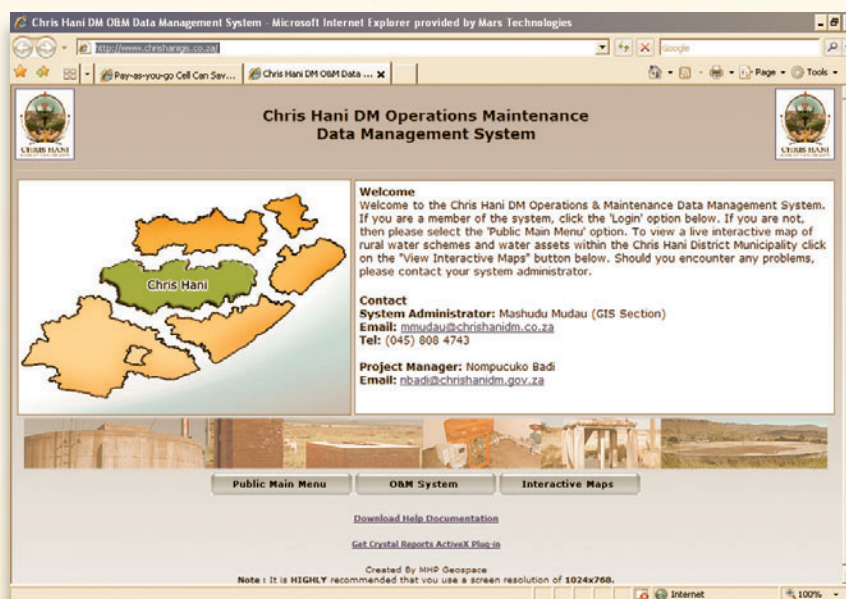 Chris Hani DM O&M Data Management System - Microsoft Internet Explorer provided by Mars Technologies
http://www.chrishanigis.co.za/
Google
Pay-as-you-go Cell Can Sav...
Chris Hani DM O&M Data ...
Page
Tools
Chris Hani DM Operations Maintenance
Data Management System
CHRIS HANI
CHRIS HANI
Chris Hani
Welcome
Welcome to the Chris Hani DM Operations & Maintenance Data Management System.
If you are a member of the system, click the 'Login' option below. If you are not,
then please select the 'Public Main Menu' option. To view a live interactive map of
rural water schemes and water assets within the Chris Hani District Municipality click
on the "View Interactive Maps" button below. Should you encounter any problems,
please contact your system administrator.
Contact
System Administrator: Mashudu Mudau (GIS Section)
Email: mmudau@chrishanidm.co.za
Tel: (045) 808 4743
Project Manager: Nompucuko Badi
Email: nbadi@chrishanidm.gov.za
Public Main Menu
O&M System
Interactive Maps
Download Help Documentation
Get Crystal Reports ActiveX Plug-in
Created By MHP Geospace
Note : It is HIGHLY recommended that you use a screen resolution of 1024x768.
Internet
100%